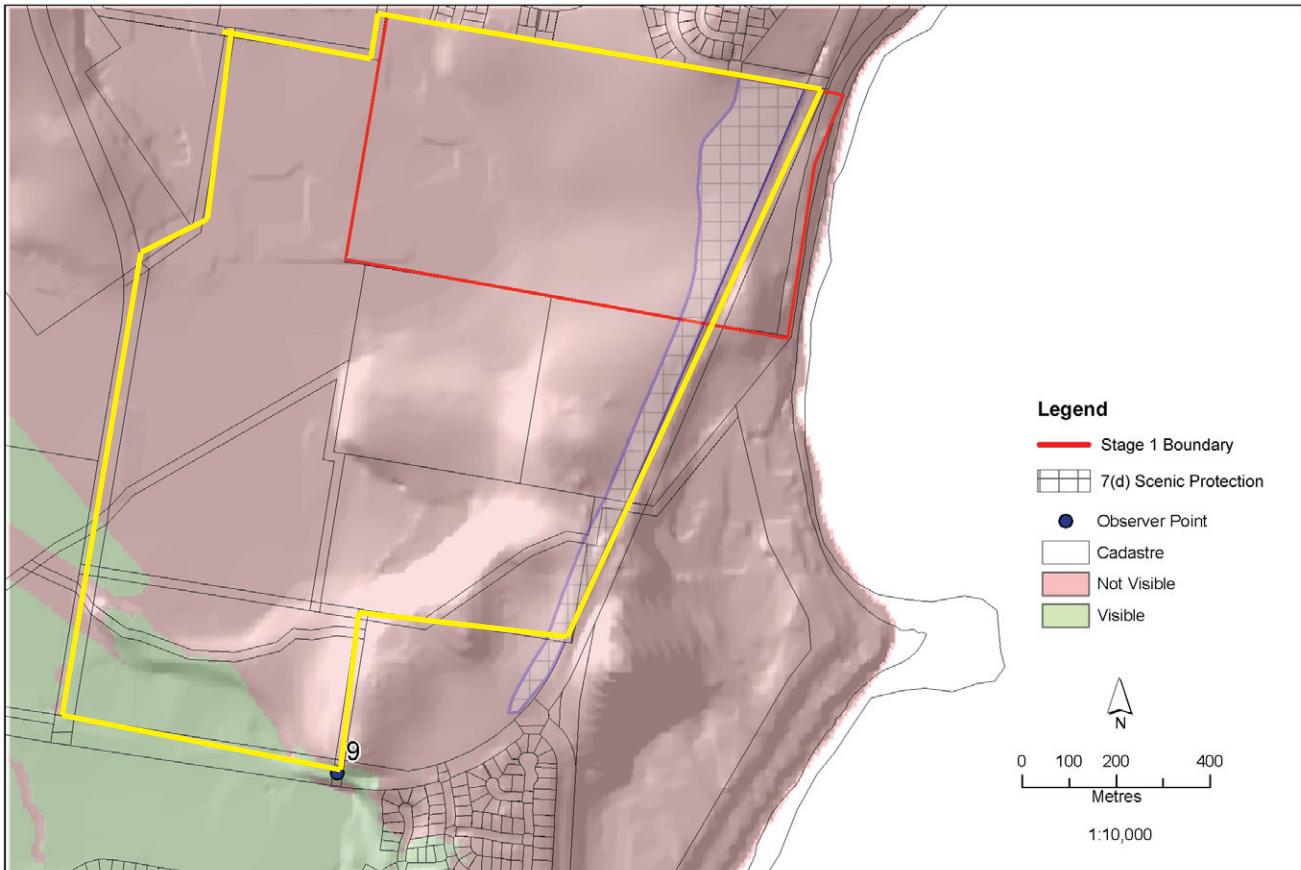 9
Legend
Stage 1 Boundary
7(d) Scenic Protection
Observer Point
Cadastre
Not Visible
Visible
N
0 100 200 400
Metres
1:10,000